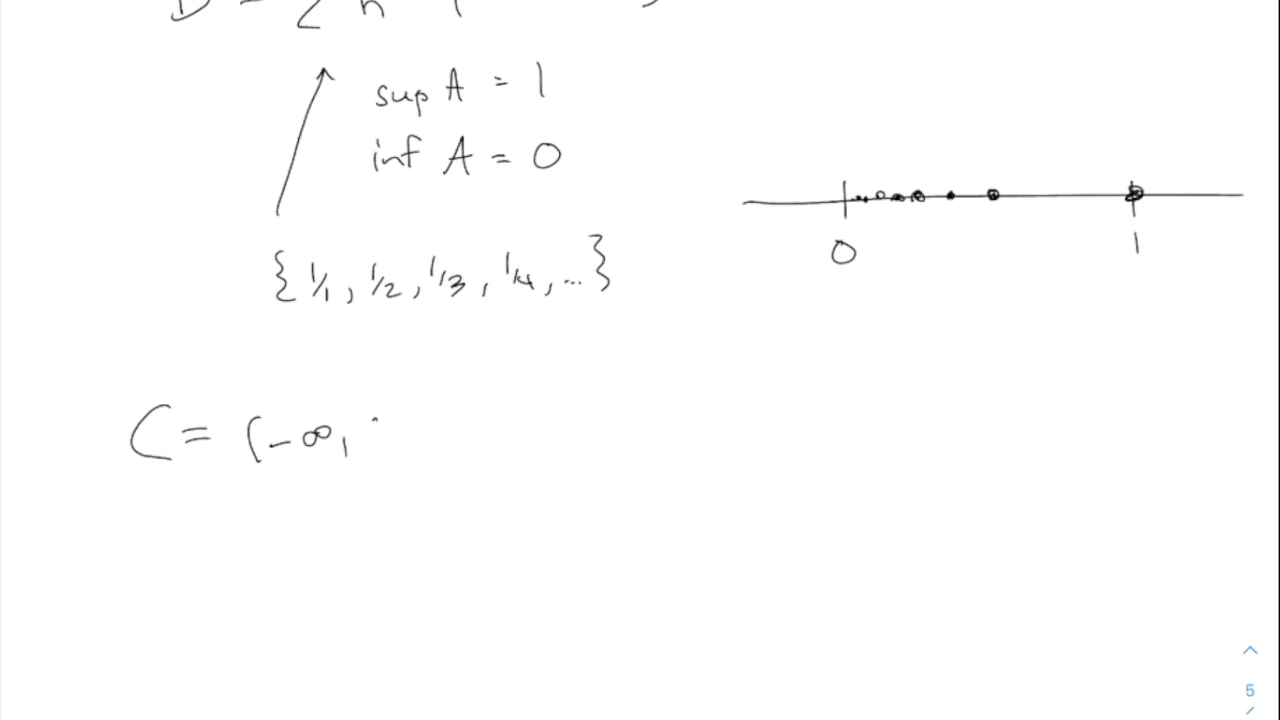 sup A = 1
inf A = 0
0 1
{1/1, 1/2, 1/3, 1/4, ...}
C = (-∞,
5